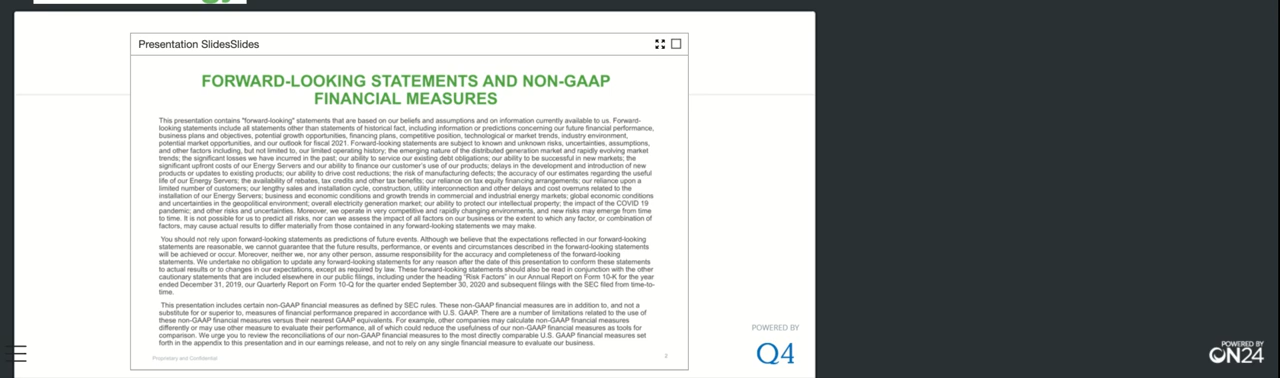 Presentation SlidesSlides
FORWARD-LOOKING STATEMENTS AND NON-GAAP
FINANCIAL MEASURES
This presentation contains "forward-looking" statements that are based on our beliefs and assumptions and on information currently available to us. Forward-
looking statements include all statements other than statements of historical fact, including information or predictions concerning our future financial performance,
business plans and objectives, potential growth opportunities, financing plans, competitive position, technological or market trends, industry environment,
potential market opportunities, and our outlook for fiscal 2021. Forward-looking statements are subject to known and unknown risks, uncertainties, assumptions,
and other factors including, but not limited to, our limited operating history; the emerging nature of the distributed generation market and rapidly evolving market
trends; the significant losses we have incurred in the past; our ability to service our existing debt obligations; our ability to be successful in new markets; the
significant upfront costs of our Energy Servers and our ability to finance our customer's use of our products; delays in the development and introduction of new
products or updates to existing products; our ability to drive cost reductions; the risk of manufacturing defects; the accuracy of our estimates regarding the useful
life of our Energy Servers; the availability of rebates, tax credits and other tax benefits; our reliance on tax equity financing arrangements; our reliance upon a
limited number of customers; our lengthy sales and installation cycle, construction, utility interconnection and other delays and cost overruns related to the
installation of our Energy Servers; business and economic conditions and growth trends in commercial and industrial energy markets; global economic conditions
and uncertainties in the geopolitical environment; overall electricity generation market; our ability to protect our intellectual property; the impact of the COVID 19
pandemic; and other risks and uncertainties. Moreover, we operate in very competitive and rapidly changing environments, and new risks may emerge from time
to time. It is not possible for us to predict all risks, nor can we assess the impact of all factors on our business or the extent to which any factor, or combination of
factors, may cause actual results to differ materially from those contained in any forward-looking statements we may make.
You should not rely upon forward-looking statements as predictions of future events. Although we believe that the expectations reflected in our forward-looking
statements are reasonable, we cannot guarantee that the future results, performance, or events and circumstances described in the forward-looking statements
will be achieved or occur. Moreover, neither we, nor any other person, assume responsibility for the accuracy and completeness of the forward-looking
statements. We undertake no obligation to update any forward-looking statements for any reason after the date of this presentation to conform these statements
to actual results or to changes in our expectations, except as required by law. These forward-looking statements should also be read in conjunction with the other
cautionary statements that are included elsewhere in our public filings, including under the heading "Risk Factors" in our Annual Report on Form 10-K for the year
ended December 31, 2019, our Quarterly Report on Form 10-Q for the quarter ended September 30, 2020 and subsequent filings with the SEC filed from time-to-
time.
This presentation includes certain non-GAAP financial measures as defined by SEC rules. These non-GAAP financial measures are in addition to, and not a
substitute for or superior to, measures of financial performance prepared in accordance with U.S. GAAP. There are a number of limitations related to the use of
these non-GAAP financial measures versus their nearest GAAP equivalents. For example, other companies may calculate non-GAAP financial measures
differently or may use other measure to evaluate their performance, all of which could reduce the usefulness of our non-GAAP financial measures as tools for
comparison. We urge you to review the reconciliations of our non-GAAP financial measures to the most directly comparable U.S. GAAP financial measures set
forth in the appendix to this presentation and in our earnings release, and not to rely on any single financial measure to evaluate our business.
Proprietary and Confidential
2
POWERED BY
Q4
POWERED BY
ON24